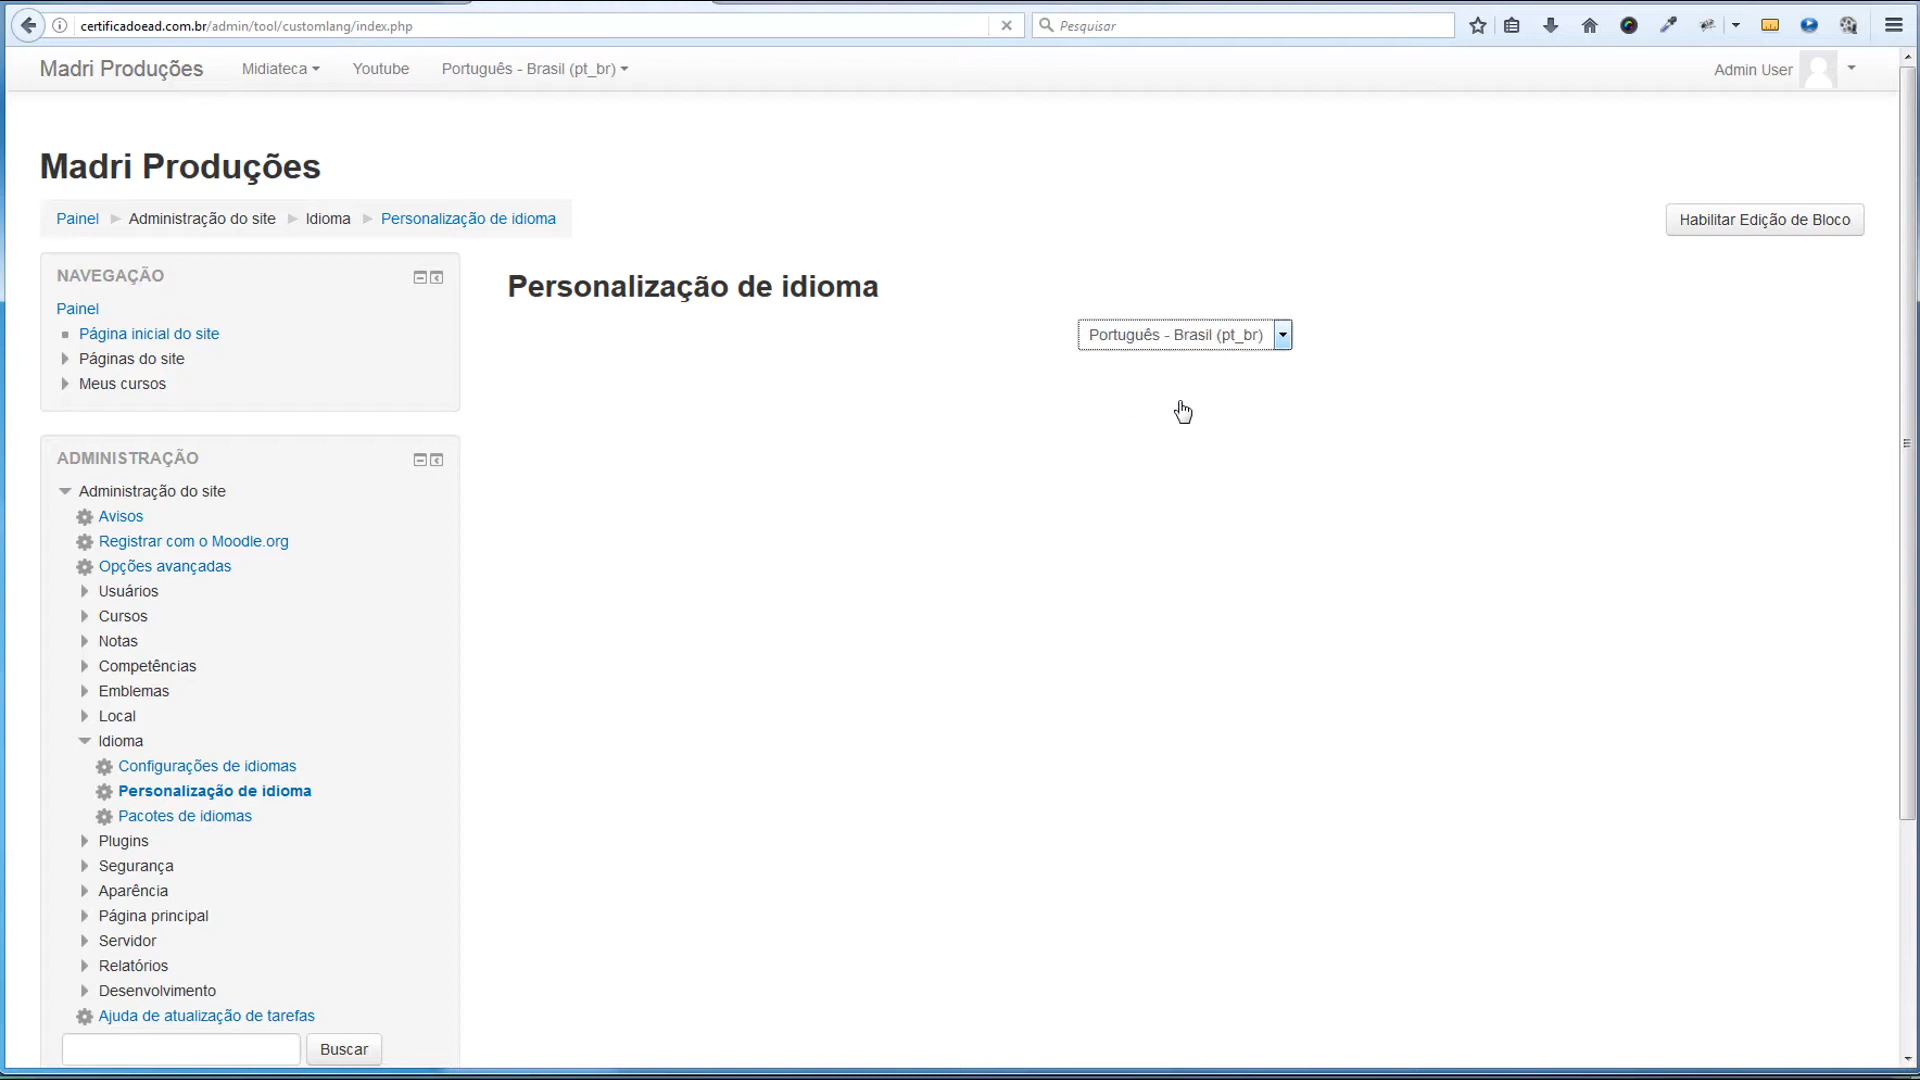 certificadoead.com.br/admin/tool/customlang/index.php
Pesquisar
Madri Produções
Midiateca
Youtube
Português - Brasil (pt_br)
Admin User
Madri Produções
Painel
Administração do site
Idioma
Personalização de idioma
Habilitar Edição de Bloco
NAVEGAÇÃO
Painel
Página inicial do site
Páginas do site
Meus cursos
Personalização de idioma
Português - Brasil (pt_br)
ADMINISTRAÇÃO
Administração do site
Avisos
Registrar com o Moodle.org
Opções avançadas
Usuários
Cursos
Notas
Competências
Emblemas
Local
Idioma
Configurações de idiomas
Personalização de idioma
Pacotes de idiomas
Plugins
Segurança
Aparência
Página principal
Servidor
Relatórios
Desenvolvimento
Ajuda de atualização de tarefas
Buscar